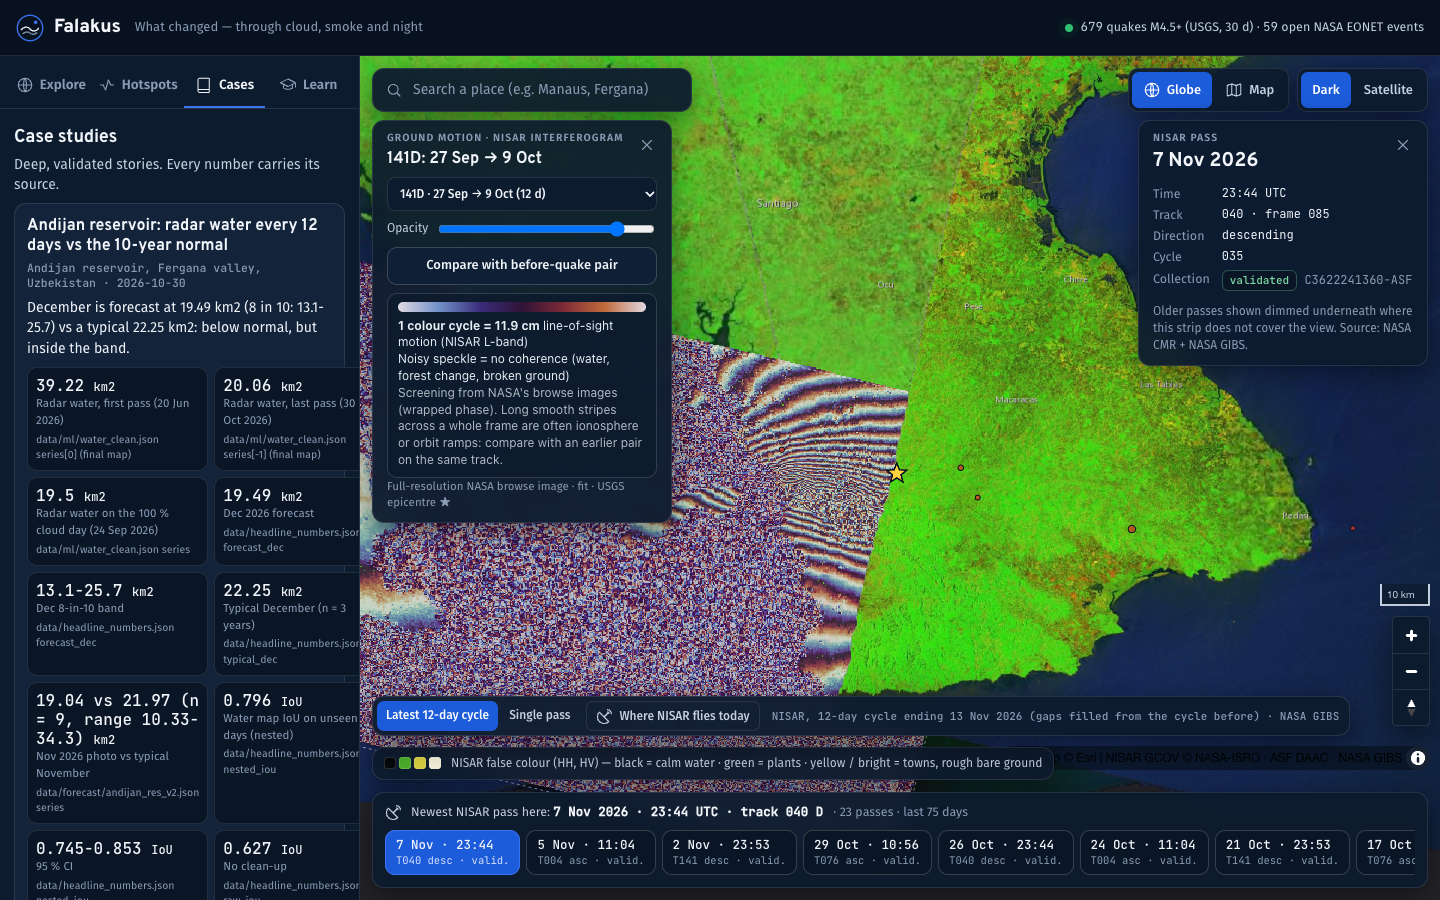 Falakus
What changed — through cloud, smoke and night
679 quakes M4.5+ (USGS, 30 d) · 59 open NASA EONET events
Explore
Hotspots
Cases
Learn
Case studies
Deep, validated stories. Every number carries its
source.
Andijan reservoir: radar water every 12
days vs the 10-year normal
Andijan reservoir, Fergana valley,
Uzbekistan · 2026-10-30
December is forecast at 19.49 km2 (8 in 10: 13.1-
25.7) vs a typical 22.25 km2: below normal, but
inside the band.
39.22 km2
Radar water, first pass (20 Jun
2026)
data/ml/water_clean.json
series[0] (final map)
20.06 km2
Radar water, last pass (30
Oct 2026)
data/ml/water_clean.json
series[-1] (final map)
19.5 km2
Radar water on the 100 %
cloud day (24 Sep 2026)
data/ml/water_clean.json series
19.49 km2
Dec 2026 forecast
data/headline_numbers.json
forecast_dec
13.1-25.7 km2
Dec 8-in-10 band
data/headline_numbers.json
forecast_dec
22.25 km2
Typical December (n = 3
years)
data/headline_numbers.json
typical_dec
19.04 vs 21.97 (n
= 9, range 10.33-
34.3) km2
Nov 2026 photo vs typical
November
data/forecast/andijan_res_v2.json
series
0.796 IoU
Water map IoU on unseen
days (nested)
data/headline_numbers.json
nested_iou
0.745-0.853 IoU
95 % CI
data/headline_numbers.json
nested_iou
0.627 IoU
No clean-up
data/headline_numbers.json
raw_iou
Search a place (e.g. Manaus, Fergana)
GROUND MOTION · NISAR INTERFEROGRAM
141D: 27 Sep → 9 Oct
141D · 27 Sep → 9 Oct (12 d)
Opacity
Compare with before-quake pair
1 colour cycle = 11.9 cm line-of-sight
motion (NISAR L-band)
Noisy speckle = no coherence (water,
forest change, broken ground)
Screening from NASA's browse images
(wrapped phase). Long smooth stripes
across a whole frame are often ionosphere
or orbit ramps: compare with an earlier pair
on the same track.
Full-resolution NASA browse image · fit · USGS
epicentre ★
Globe
Map
Dark
Satellite
NISAR PASS
7 Nov 2026
Time 23:44 UTC
Track 040 · frame 085
Direction descending
Cycle 035
Collection validated C3622241360-ASF
Older passes shown dimmed underneath where
this strip does not cover the view. Source: NASA
CMR + NASA GIBS.
Santiago
Ocu
Chitre
Pese
Las Tablas
Macaracas
Pedasi
10 km
Latest 12-day cycle
Single pass
Where NISAR flies today
NISAR, 12-day cycle ending 13 Nov 2026 (gaps filled from the cycle before) · NASA GIBS
NISAR false colour (HH, HV) — black = calm water · green = plants · yellow / bright = towns, rough bare ground
© Esri | NISAR GCOV © NASA-ISRO · ASF DAAC · NASA GIBS
Newest NISAR pass here: 7 Nov 2026 · 23:44 UTC · track 040 D · 23 passes · last 75 days
7 Nov · 23:44
T040 desc · valid.
5 Nov · 11:04
T004 asc · valid.
2 Nov · 23:53
T141 desc · valid.
29 Oct · 10:56
T076 asc · valid.
26 Oct · 23:44
T040 desc · valid.
24 Oct · 11:04
T004 asc · valid.
21 Oct · 23:53
T141 desc · valid.
17 Oct
T076 asc